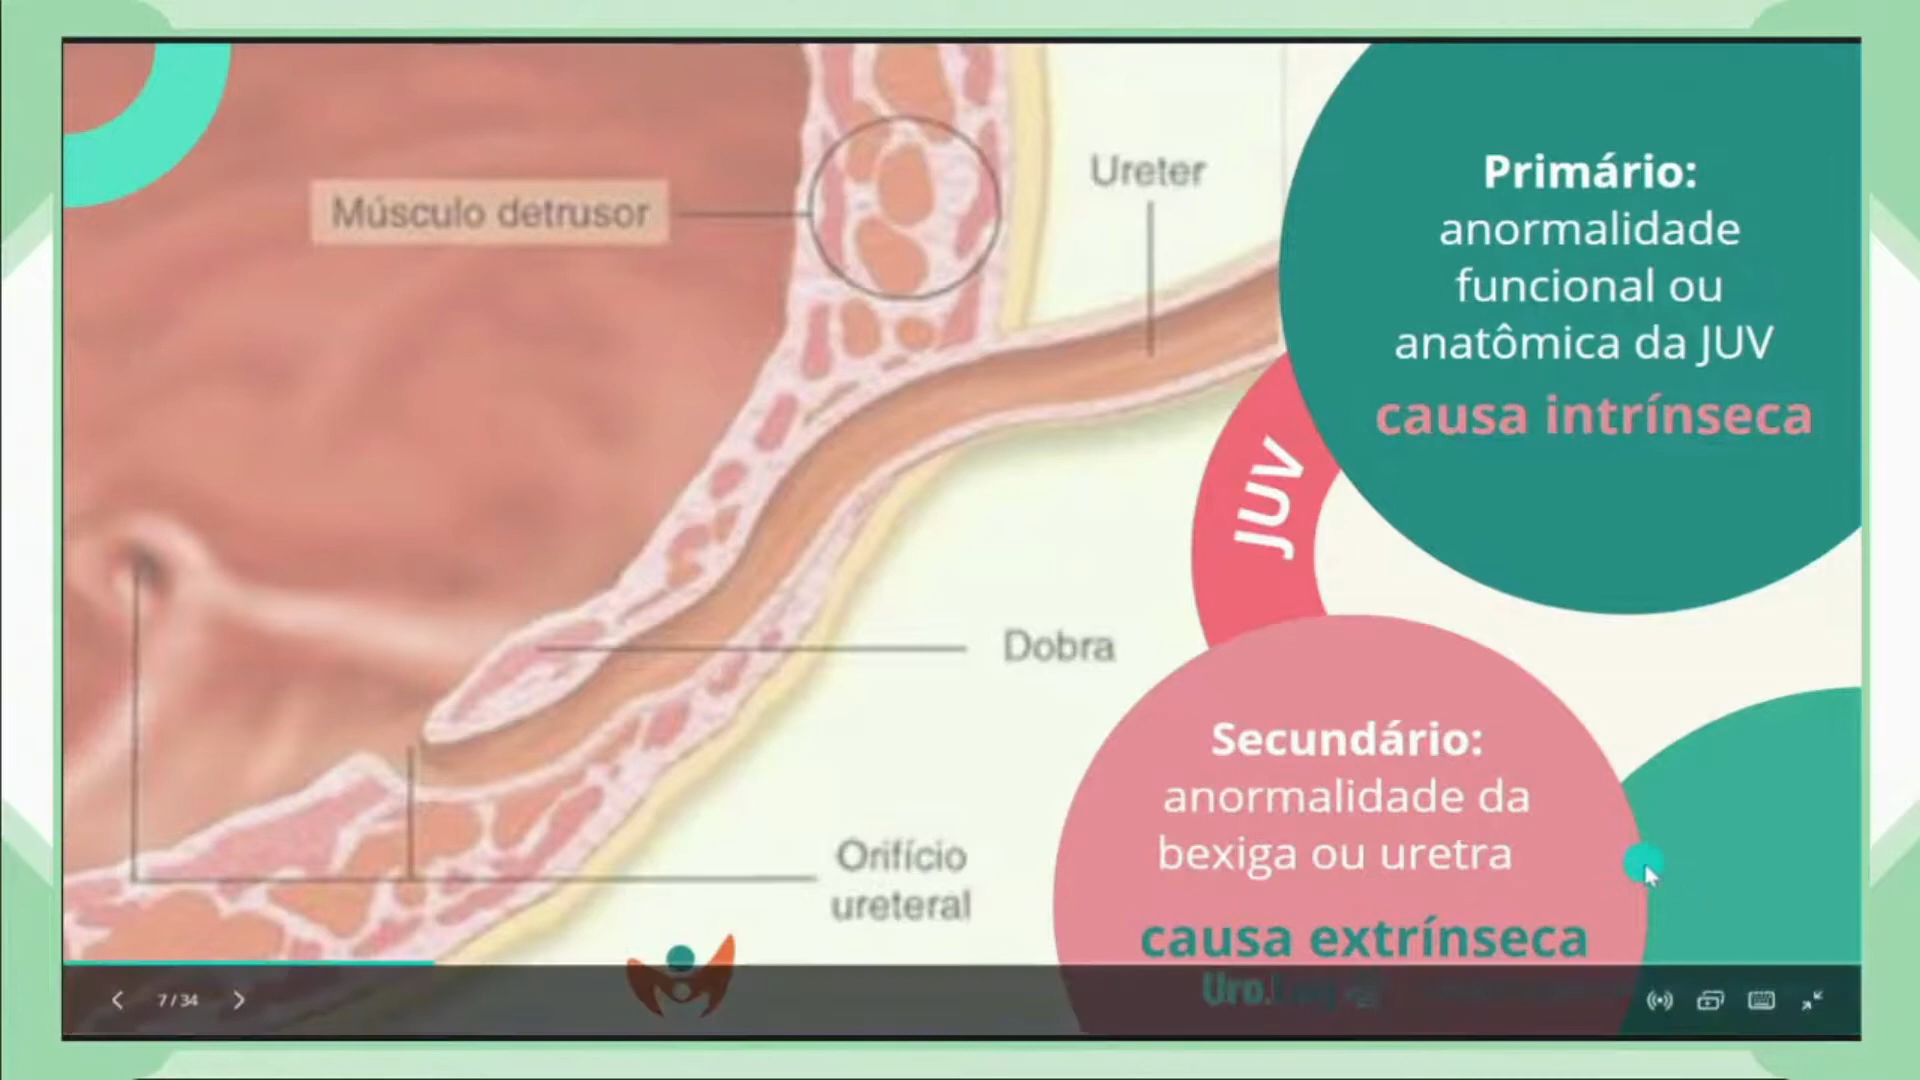 Músculo detrusor
Ureter
Dobra
Orifício
ureteral
Primário:
anormalidade
funcional ou
anatômica da JUV
causa intrínseca
JUV
Secundário:
anormalidade da
bexiga ou uretra
causa extrínseca
Uro.
7 / 34